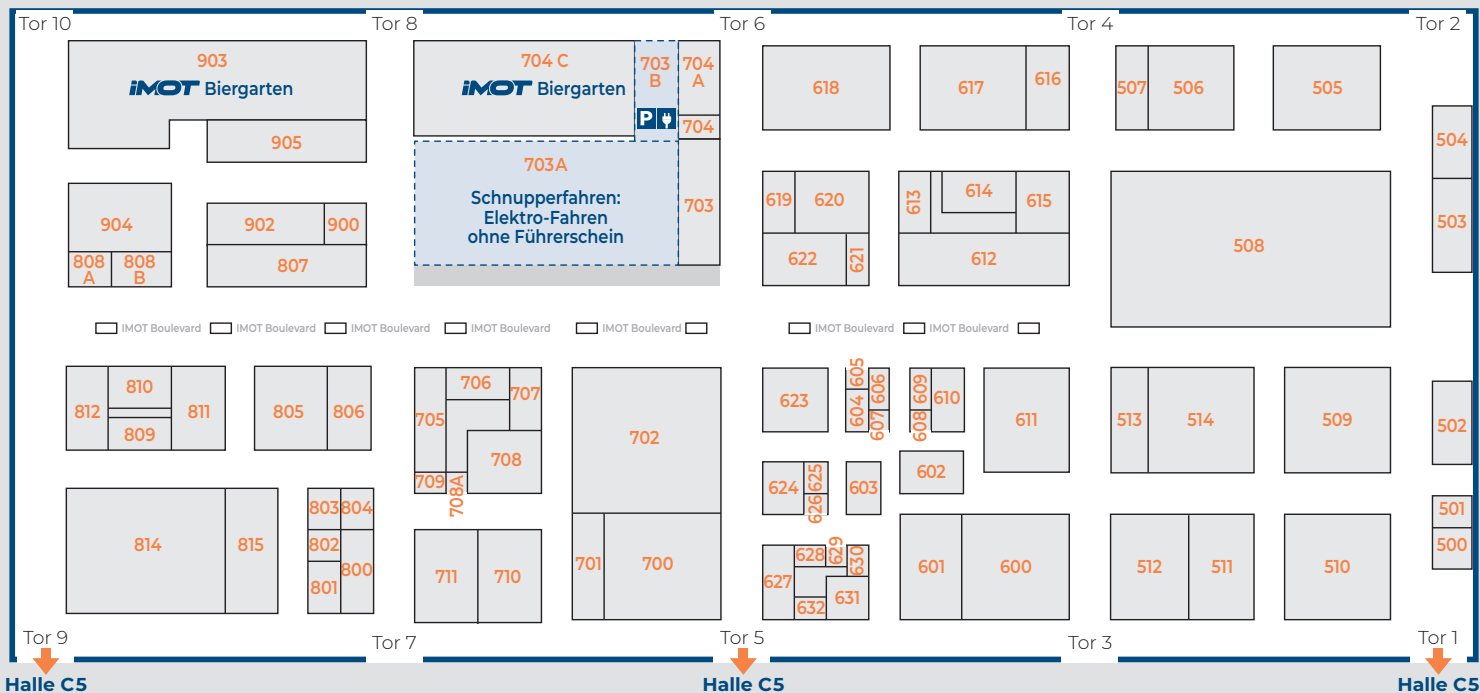 Tor 10
Tor 8
Tor 6
Tor 4
Tor 2
903
iMOT Biergarten
905
704 C
iMOT Biergarten
703
B
704
A
P
704
703A
Schnupperfahren:
Elektro-Fahren
ohne Führerschein
703
618
617
616
507
506
505
504
503
904
808
A
808
B
902
900
807
619
620
622
621
613
614
615
612
508
IMOT Boulevard
IMOT Boulevard
IMOT Boulevard
IMOT Boulevard
IMOT Boulevard
IMOT Boulevard
IMOT Boulevard
812
810
809
811
805
806
705
706
707
708
709
708A
702
623
605
604
606
607
609
608
610
611
513
514
509
502
624
625
626
603
602
814
815
803
804
802
801
800
711
710
701
700
627
628
629
630
631
632
601
600
512
511
510
501
500
Tor 9
Tor 7
Tor 5
Tor 3
Tor 1
Halle C5
Halle C5
Halle C5